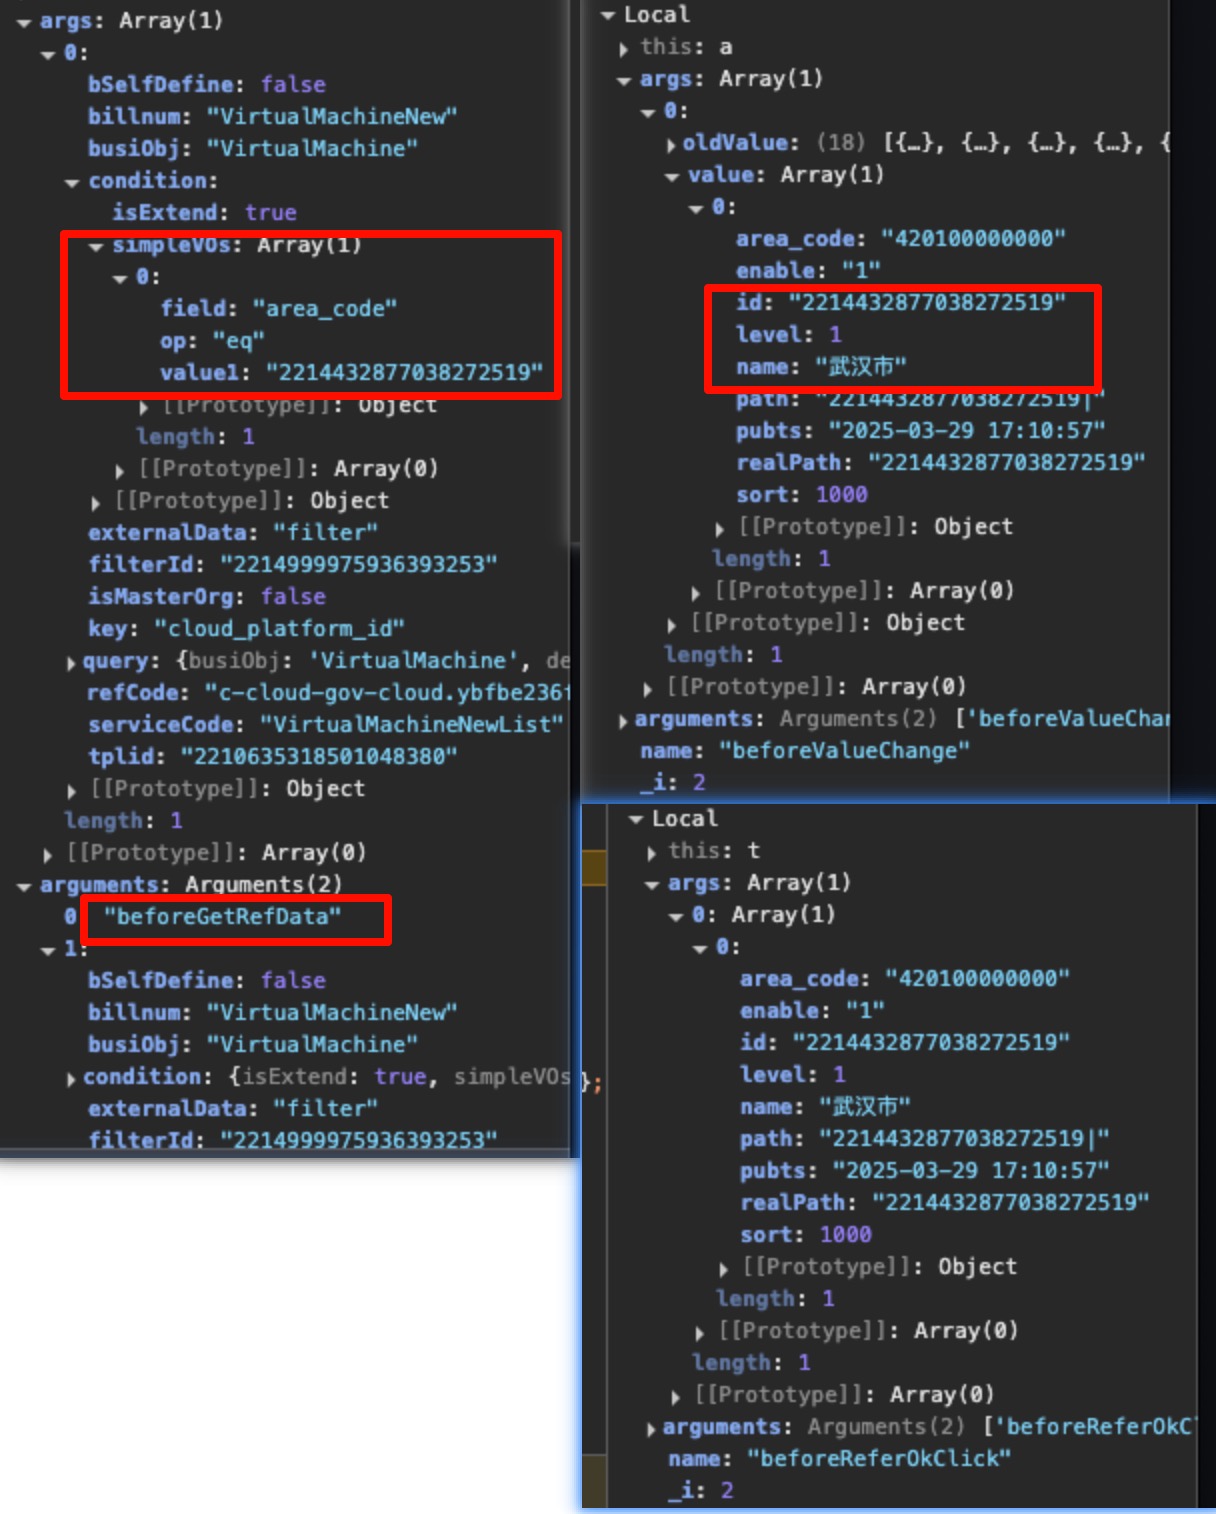 args: Array(1)
0:
bSelfDefine: false
billnum: "VirtualMachineNew"
busiObj: "VirtualMachine"
condition:
isExtend: true
simpleVOs: Array(1)
0:
field: "area_code"
op: "eq"
value1: "2214432877038272519"
[[Prototype]]: Object
length: 1
[[Prototype]]: Array(0)
[[Prototype]]: Object
externalData: "filter"
filterId: "2214999975936393253"
isMasterOrg: false
key: "cloud_platform_id"
query: {busiObj: 'VirtualMachine', de
refCode: "c-cloud-gov-cloud.ybfbe236f
serviceCode: "VirtualMachineNewList"
tplid: "2210635318501048380"
[[Prototype]]: Object
length: 1
[[Prototype]]: Array(0)
arguments: Arguments(2)
0 "beforeGetRefData"
1:
bSelfDefine: false
billnum: "VirtualMachineNew"
busiObj: "VirtualMachine"
condition: {isExtend: true, simpleVOs
externalData: "filter"
filterId: "2214999975936393253"
Local
this: a
args: Array(1)
0:
oldValue: (18) [{…}, {…}, {…}, {…}, {
value: Array(1)
0:
area_code: "420100000000"
enable: "1"
id: "2214432877038272519"
level: 1
name: "武汉市"
path: "2214432877038272519|"
pubts: "2025-03-29 17:10:57"
realPath: "2214432877038272519"
sort: 1000
[[Prototype]]: Object
length: 1
[[Prototype]]: Array(0)
[[Prototype]]: Object
length: 1
[[Prototype]]: Array(0)
arguments: Arguments(2) ['beforeValueChan
name: "beforeValueChange"
_i: 2
};
Local
this: t
args: Array(1)
0: Array(1)
0:
area_code: "420100000000"
enable: "1"
id: "2214432877038272519"
level: 1
name: "武汉市"
path: "2214432877038272519|"
pubts: "2025-03-29 17:10:57"
realPath: "2214432877038272519"
sort: 1000
[[Prototype]]: Object
length: 1
[[Prototype]]: Array(0)
length: 1
[[Prototype]]: Array(0)
arguments: Arguments(2) ['beforeReferOkC
name: "beforeReferOkClick"
_i: 2